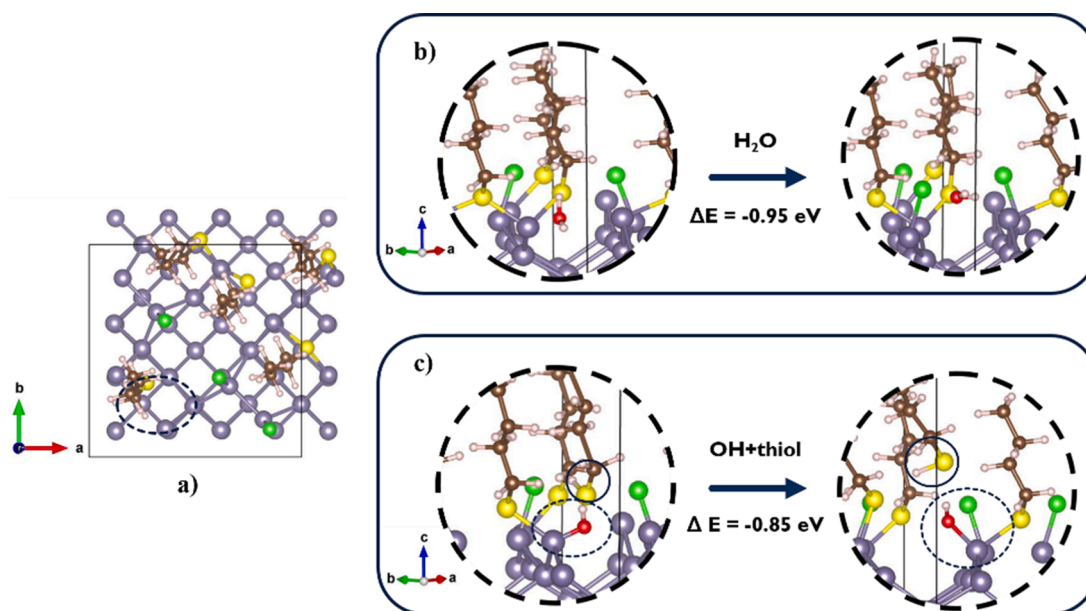 b)
H₂O
ΔE = -0.95 eV
c
b
a
b
a
a)
c)
OH+thiol
Δ E = -0.85 eV
c
b
a